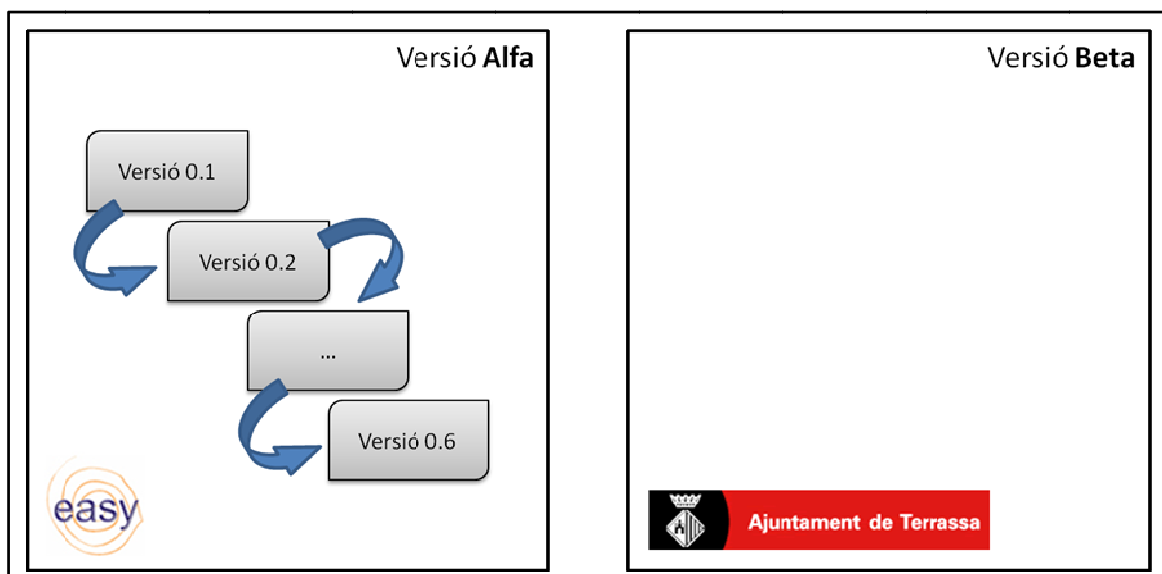 Versió Alfa
Versió 0.1
Versió 0.2
...
Versió 0.6
easy
Versió Beta
Ajuntament de Terrassa